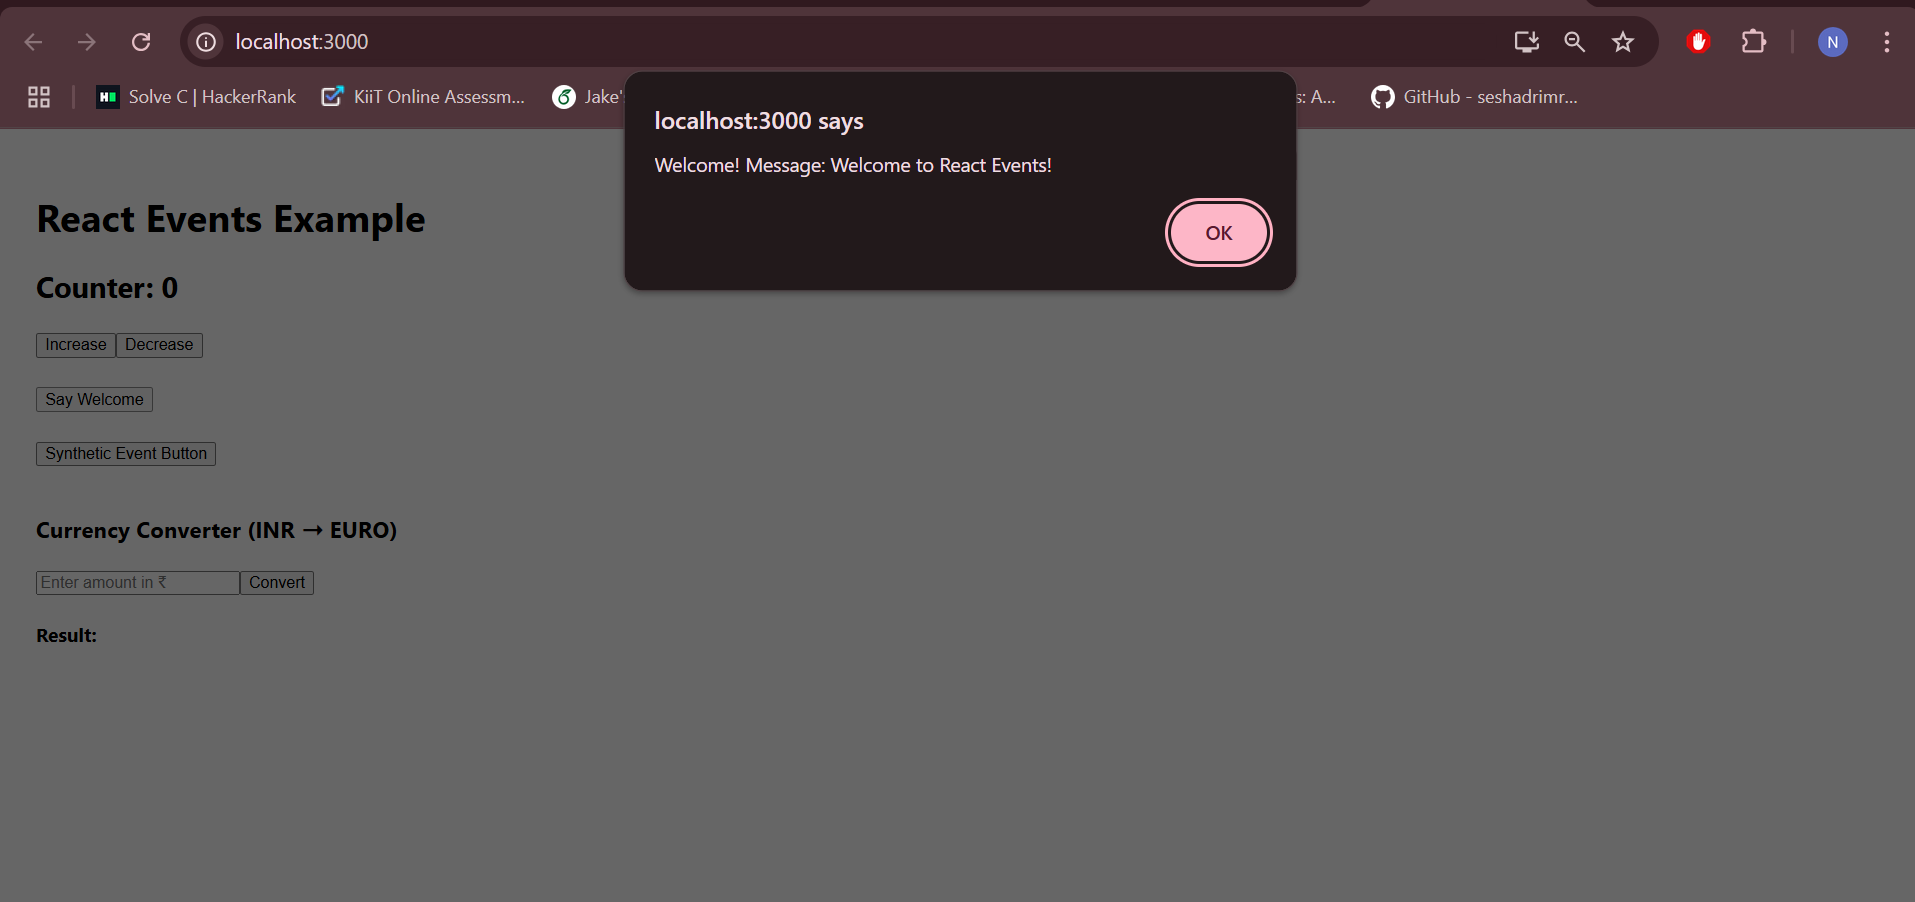 localhost:3000
Solve C | HackerRank
KiiT Online Assessm...
Jake'
s: A...
GitHub - seshadrimr...
N
localhost:3000 says
Welcome! Message: Welcome to React Events!
OK
React Events Example
Counter: 0
Increase Decrease
Say Welcome
Synthetic Event Button
Currency Converter (INR → EURO)
Enter amount in ₹ Convert
Result: